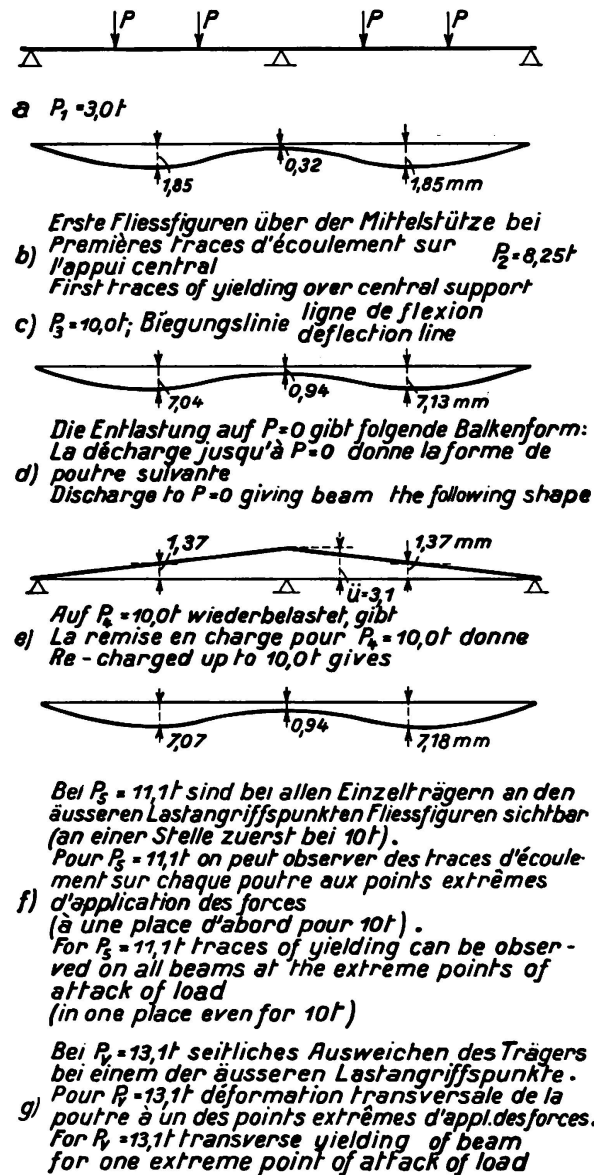 P P P P
a P₁ = 3,0t
1,85 0,32 1,85 mm
Erste Fliessfiguren über der Mittelstütze bei
Premières traces d'écoulement sur
b) l'appui central P₂ = 8,25t
First traces of yielding over central support
c) P₃ = 10,0t; Biegungslinie ligne de flexion
deflection line
7,04 0,94 7,13 mm
Die Entlastung auf P=0 gibt folgende Balkenform:
La décharge jusqu'à P=0 donne la forme de
d) poutre suivante
Discharge to P=0 giving beam the following shape
1,37 1,37 mm
ü=3,1
Auf P₄ = 10,0t wiederbelastet, gibt
e) La remise en charge pour P₄ = 10,0t donne
Re-charged up to 10,0t gives
7,07 0,94 7,18 mm
Bei P₅ = 11,1t sind bei allen Einzelträgern an den
äusseren Lastangriffspunkten Fliessfiguren sichtbar
(an einer Stelle zuerst bei 10t).
Pour P₅ = 11,1t on peut observer des traces d'écoule-
ment sur chaque poutre aux points extrêmes
f) d'application des forces
(à une place d'abord pour 10t).
For P₅ = 11,1t traces of yielding can be obser-
ved on all beams at the extreme points of
attack of load
(in one place even for 10t)
Bei Pᵥ = 13,1t seitliches Ausweichen des Trägers
bei einem der äusseren Lastangriffspunkte.
Pour Pᵥ = 13,1t déformation transversale de la
g) poutre à un des points extrêmes d'appl. des forces.
For Pᵥ = 13,1t transverse yielding of beam
for one extreme point of attack of load